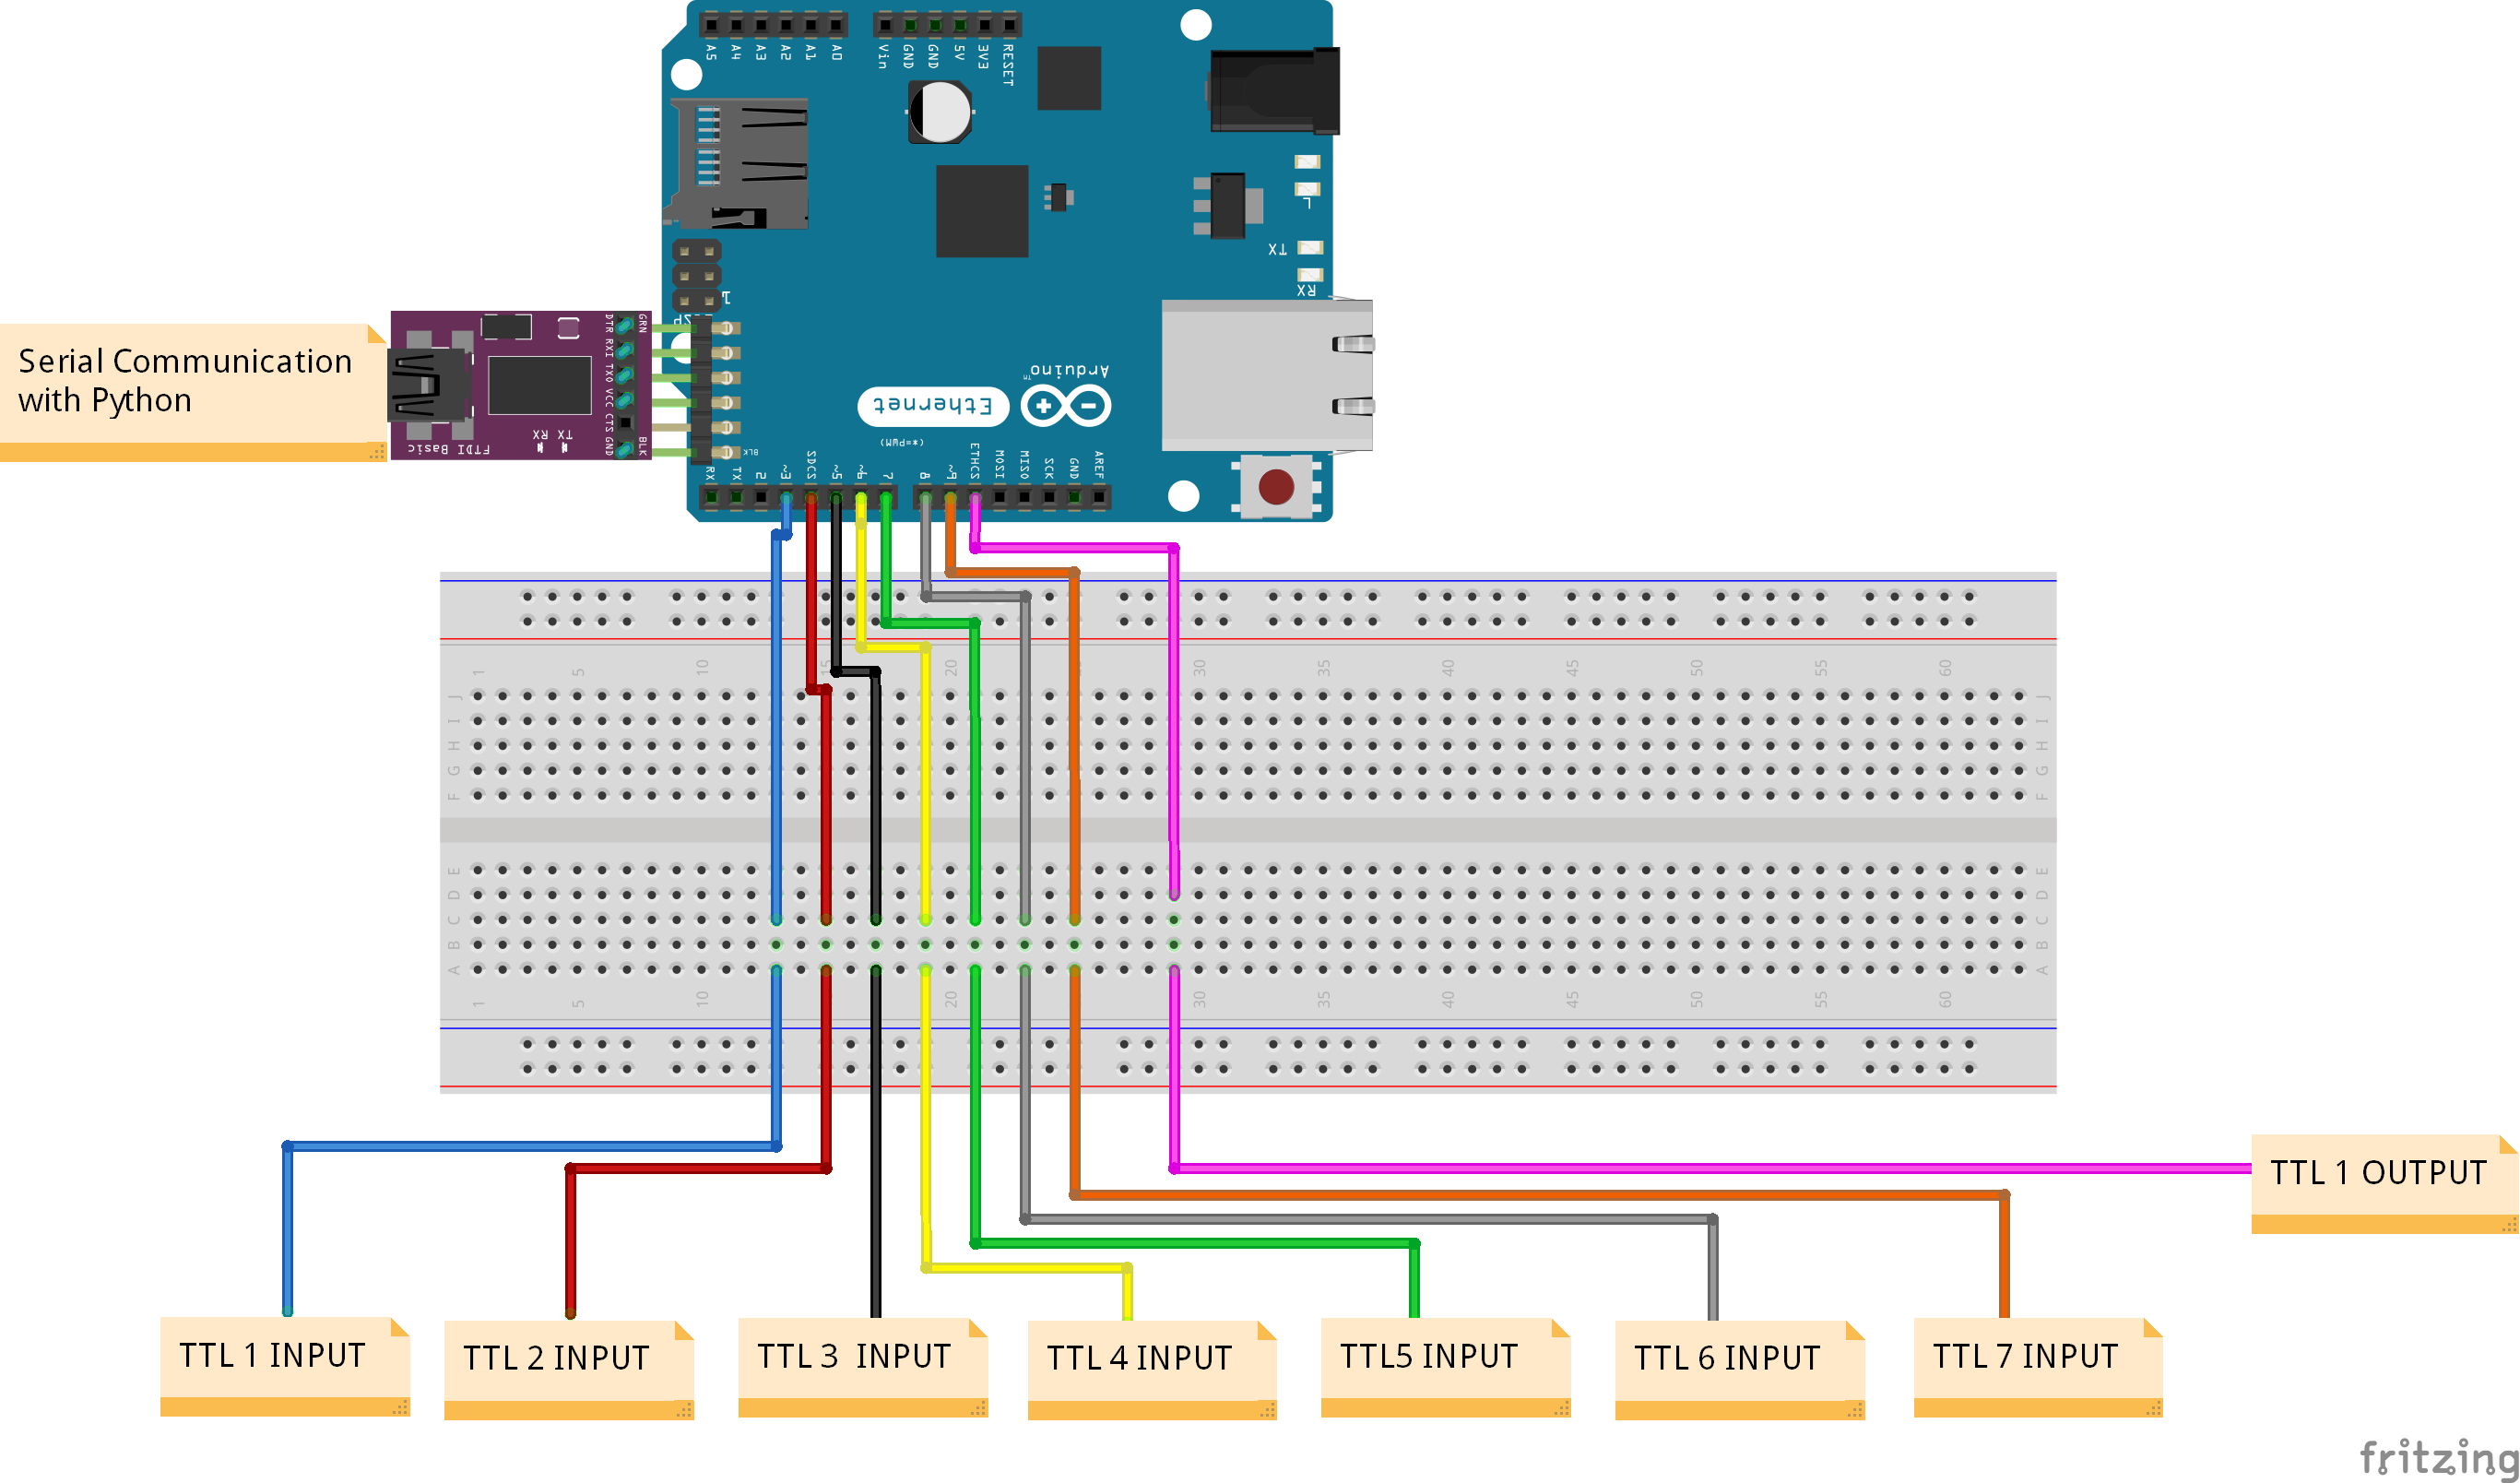 A5 A4 A3 A2 A1 A0
Vin GND GND 5V 3V3 RESET
L
TX
RX
1
ICSP
Serial Communication
with Python
DTR RXI TXO VCC CTS GND
GRN
BLK
TX RX
FTDI Basic
BLK
Arduino
TM
Ethernet
(*=PWM)
RX TX 2 ~3 SDCS ~5 ~6 7
8 ~9 ETHCS MOSI MISO SCK GND AREF
1 5 10 15 20 30 35 40 45 50 55 60
J J
I I
H H
G G
F F
E E
D D
C C
B B
A A
1 5 10 20 30 35 40 45 50 55 60
TTL 1 OUTPUT
TTL 1 INPUT
TTL 2 INPUT
TTL 3 INPUT
TTL 4 INPUT
TTL5 INPUT
TTL 6 INPUT
TTL 7 INPUT
fritzing